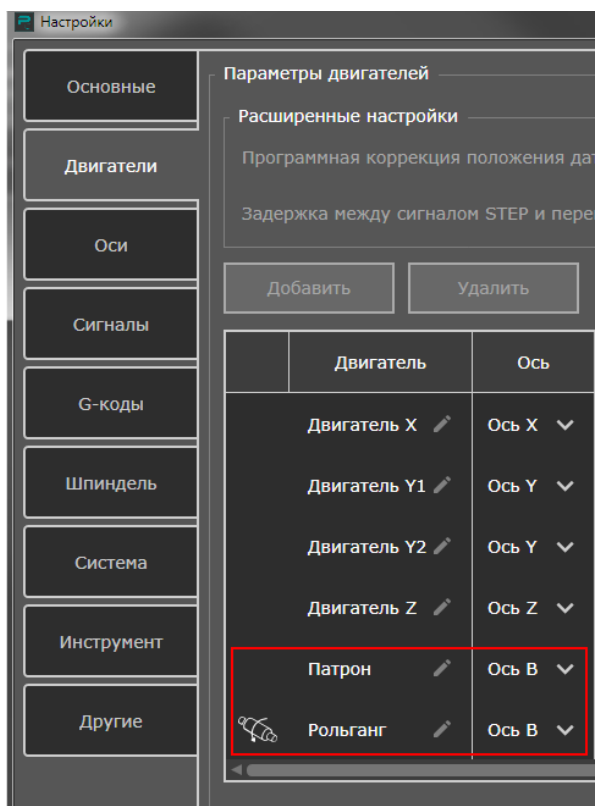 Настройки
Основные
Двигатели
Оси
Сигналы
G-коды
Шпиндель
Система
Инструмент
Другие
Параметры двигателей
Расширенные настройки
Программная коррекция положения
Задержка между сигналом STEP и
Добавить Удалить
Двигатель Ось
Двигатель X Ось X
Двигатель Y1 Ось Y
Двигатель Y2 Ось Y
Двигатель Z Ось Z
Патрон Ось B
Рольганг Ось B